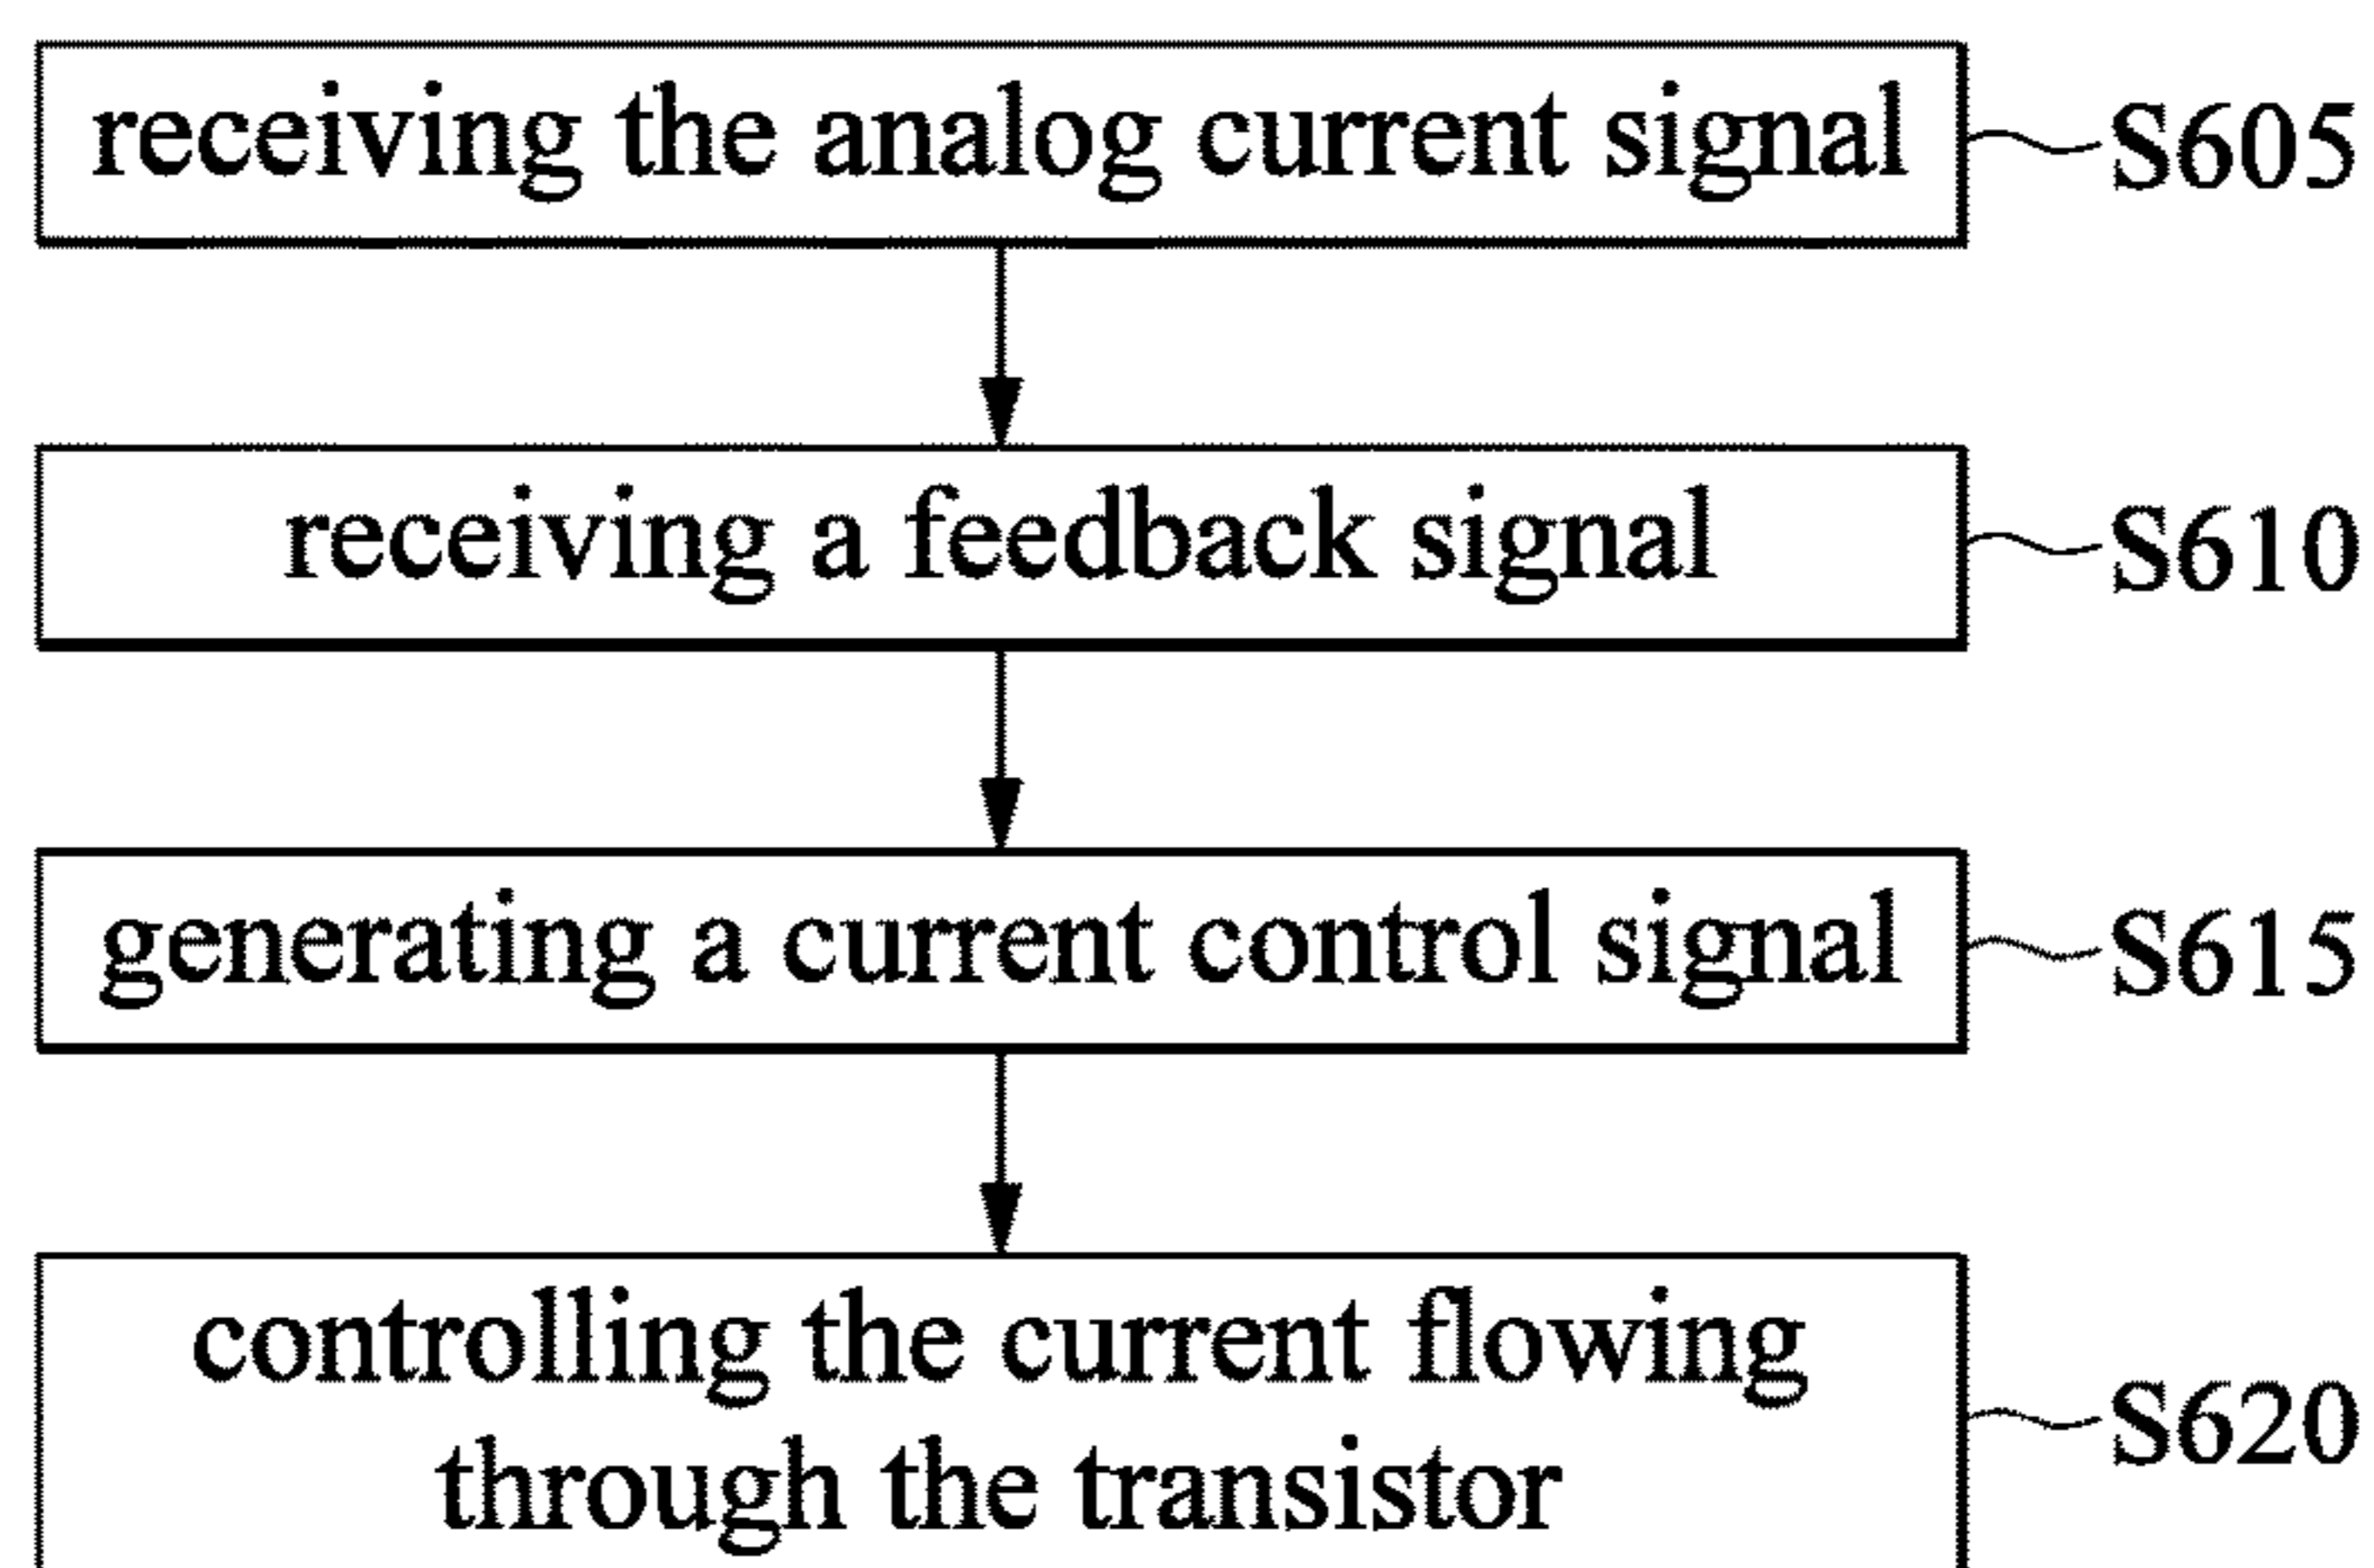 receiving the analog current signal S605
receiving a feedback signal S610
generating a current control signal S615
controlling the current flowing
through the transistor
S620